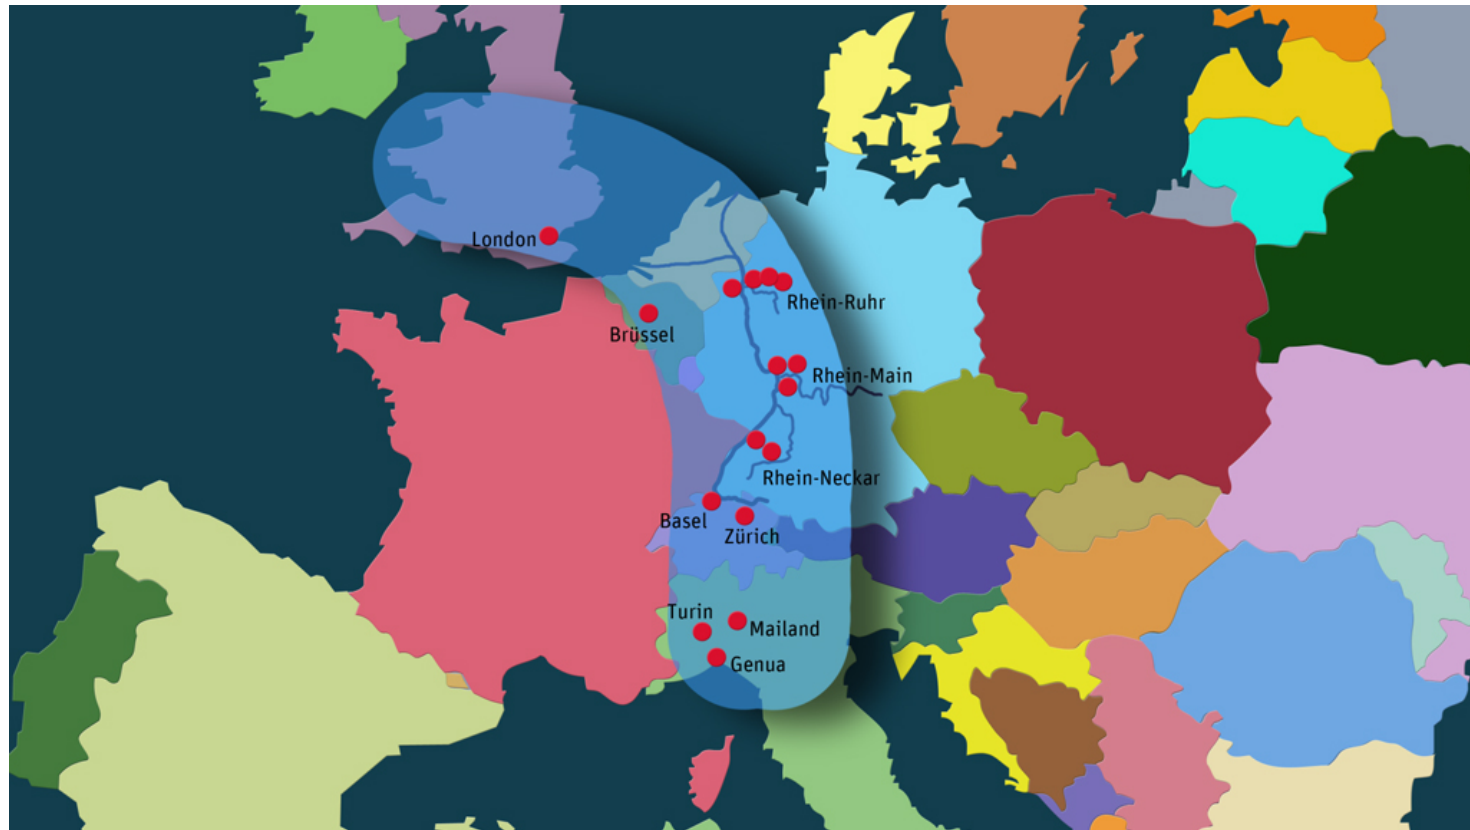 London
Rhein-Ruhr
Brüssel
Rhein-Main
Rhein-Neckar
Basel
Zürich
Turin
Mailand
Genua